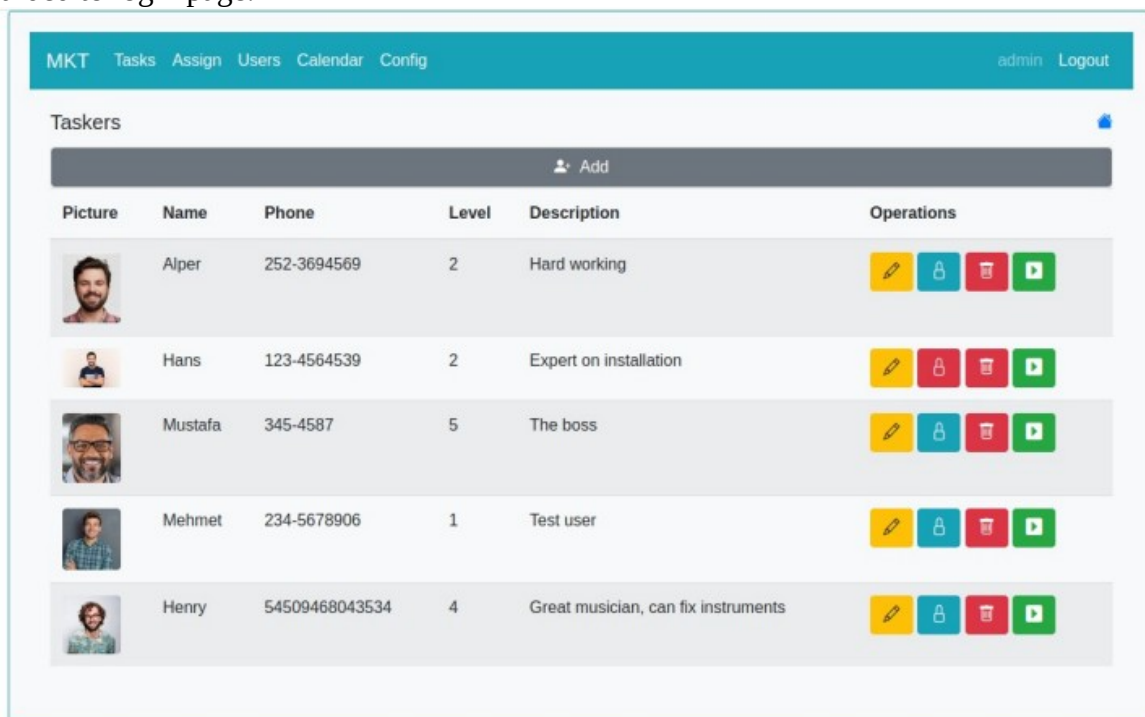 MKT Tasks Assign Users Calendar Config admin Logout
Taskers
Add
Picture Name Phone Level Description Operations
Alper 252-3694569 2 Hard working
Hans 123-4564539 2 Expert on installation
Mustafa 345-4587 5 The boss
Mehmet 234-5678906 1 Test user
Henry 54509468043534 4 Great musician, can fix instruments